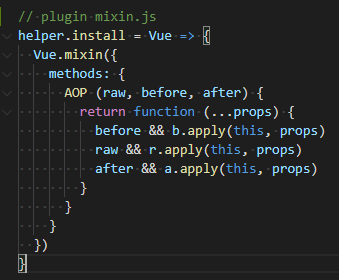 // plugin mixin.js
helper.install = Vue => {
  Vue.mixin({
    methods: {
      AOP (raw, before, after) {
        return function (...props) {
          before && b.apply(this, props)
          raw && r.apply(this, props)
          after && a.apply(this, props)
        }
      }
    }
  })
}